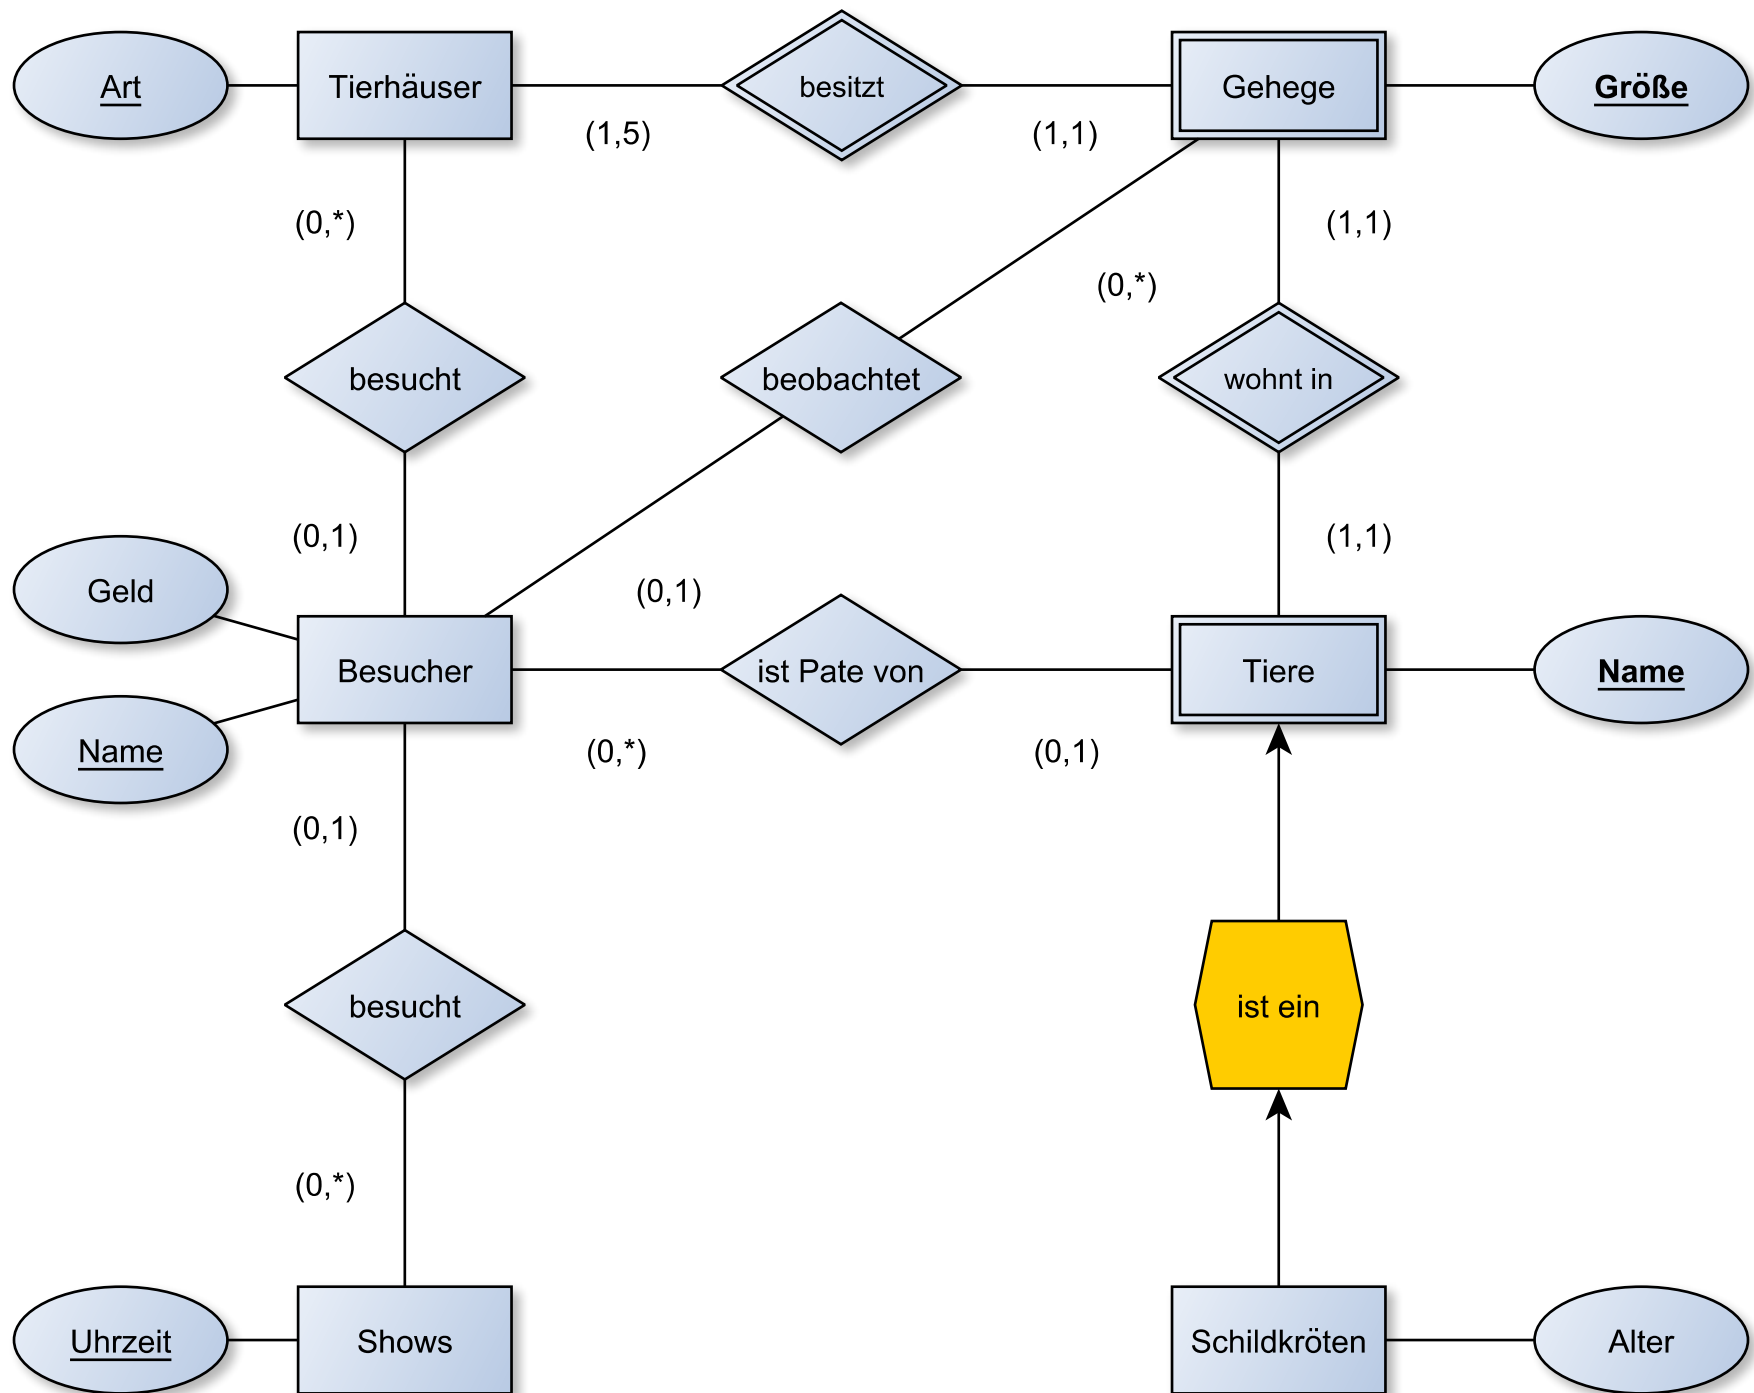 Art
Tierhäuser
besitzt
Gehege
Größe
(1,5)
(1,1)
(0,*)
(1,1)
(0,*)
besucht
beobachtet
wohnt in
(0,1)
(1,1)
Geld
(0,1)
Besucher
ist Pate von
Tiere
Name
Name
(0,*)
(0,1)
(0,1)
besucht
ist ein
(0,*)
Uhrzeit
Shows
Schildkröten
Alter